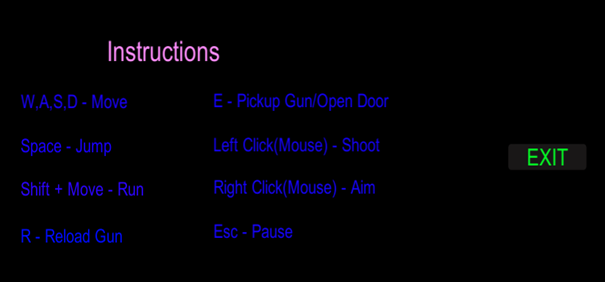 Instructions
W,A,S,D - Move
Space - Jump
Shift + Move - Run
R - Reload Gun
E - Pickup Gun/Open Door
Left Click(Mouse) - Shoot
Right Click(Mouse) - Aim
Esc - Pause
EXIT